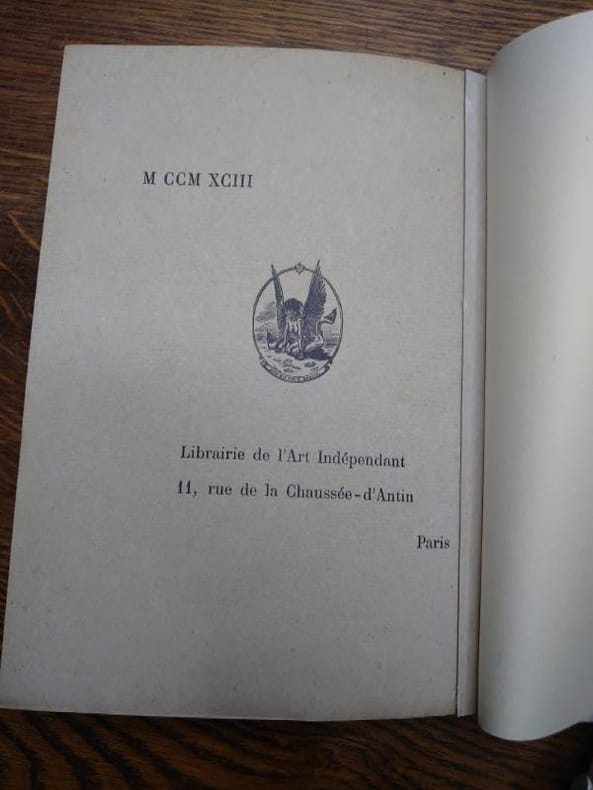 M CCM XCIII
Librairie de l'Art Indépendant
11, rue de la Chaussée-d'Antin
Paris